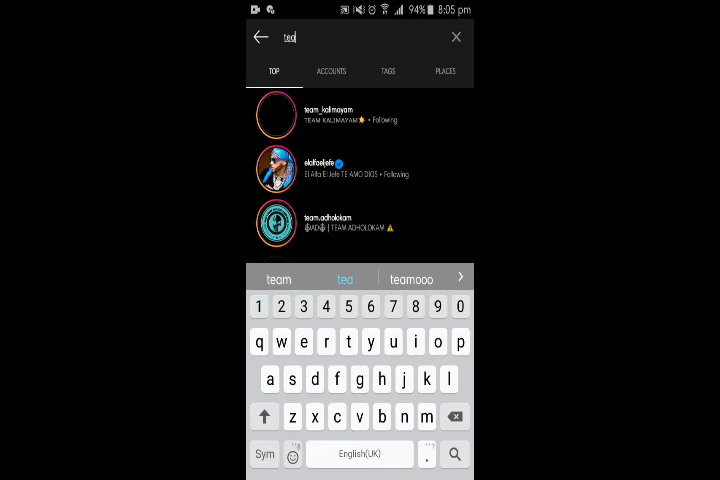 94% 8:05 pm
tea
TOP ACCOUNTS TAGS PLACES
team_kalimayam
TEAM KALIMAYAM • Following
elalfaeljefe
El Alfa El Jefe TE AMO DIOS • Following
team.adholokam
AD | TEAM ADHOLOKAM
team tea teamooo
1 2 3 4 5 6 7 8 9 0
q w e r t y u i o p
a s d f g h j k l
z x c v b n m
Sym English(UK) .